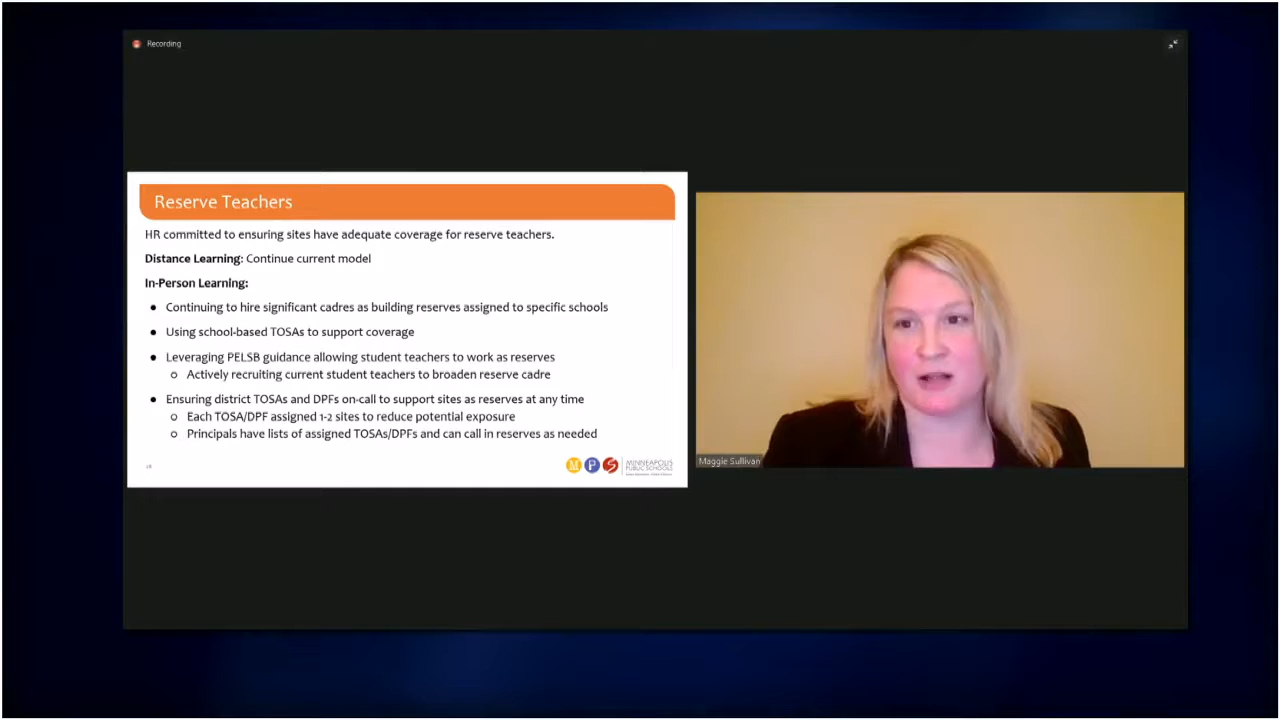 Recording
Reserve Teachers
HR committed to ensuring sites have adequate coverage for reserve teachers.
Distance Learning: Continue current model
In-Person Learning:
● Continuing to hire significant cadres as building reserves assigned to specific schools
● Using school-based TOSAs to support coverage
● Leveraging PELSB guidance allowing student teachers to work as reserves
○ Actively recruiting current student teachers to broaden reserve cadre
● Ensuring district TOSAs and DPFs on-call to support sites as reserves at any time
○ Each TOSA/DPF assigned 1-2 sites to reduce potential exposure
○ Principals have lists of assigned TOSAs/DPFs and can call in reserves as needed
M P S MINNEAPOLIS
PUBLIC SCHOOLS
Maggie Sullivan